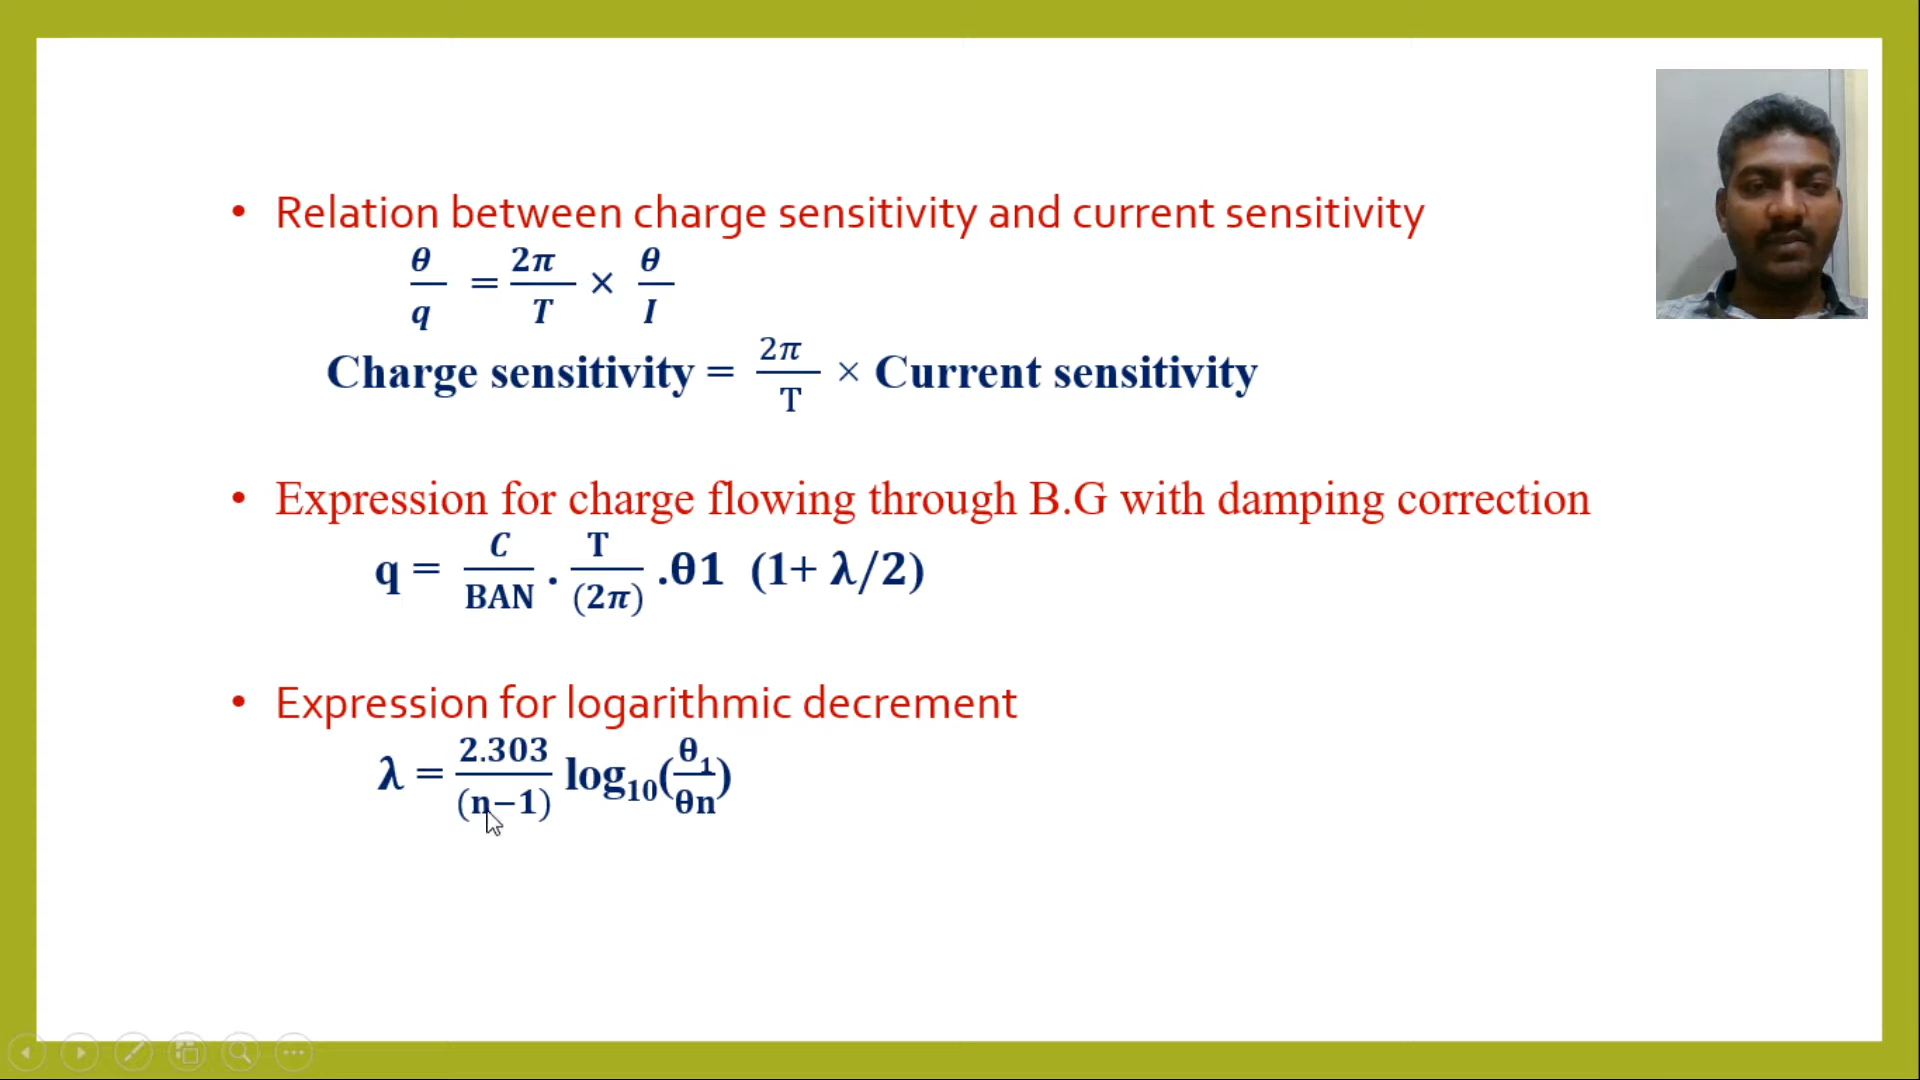 • Relation between charge sensitivity and current sensitivity
θ/q = 2π/T × θ/I
Charge sensitivity = 2π/T × Current sensitivity
• Expression for charge flowing through B.G with damping correction
q = C/BAN . T/(2π) .θ1 (1+ λ/2)
• Expression for logarithmic decrement
λ = 2.303/(n−1) log₁₀(θ₁/θn)